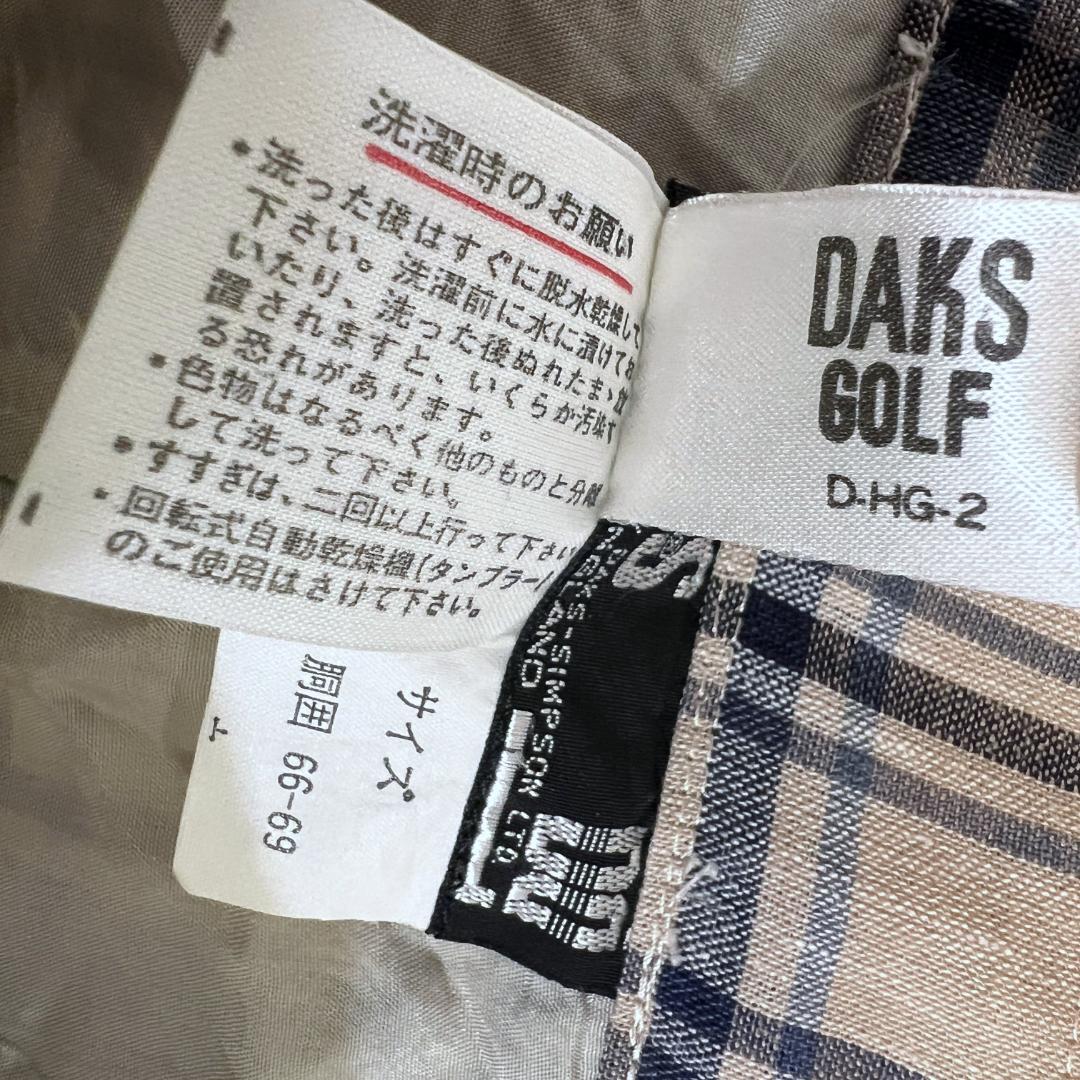 洗濯時のお願い
・洗った後はすぐに脱水乾燥して
下さい。洗濯前に水に漬けてお
いたり、洗った後ぬれたまゝ放
置されますと、いくらか汚染す
る恐れがあります。
・色物はなるべく他のものと分離
して洗って下さい。
・すすぎは、二回以上行って下さい
・回転式自動乾燥機(タンブラー
のご使用はさけて下さい。
DAKS
GOLF
D-HG-2
サイズ
胴囲 66-69
DAKS-SIMPSON LTD.